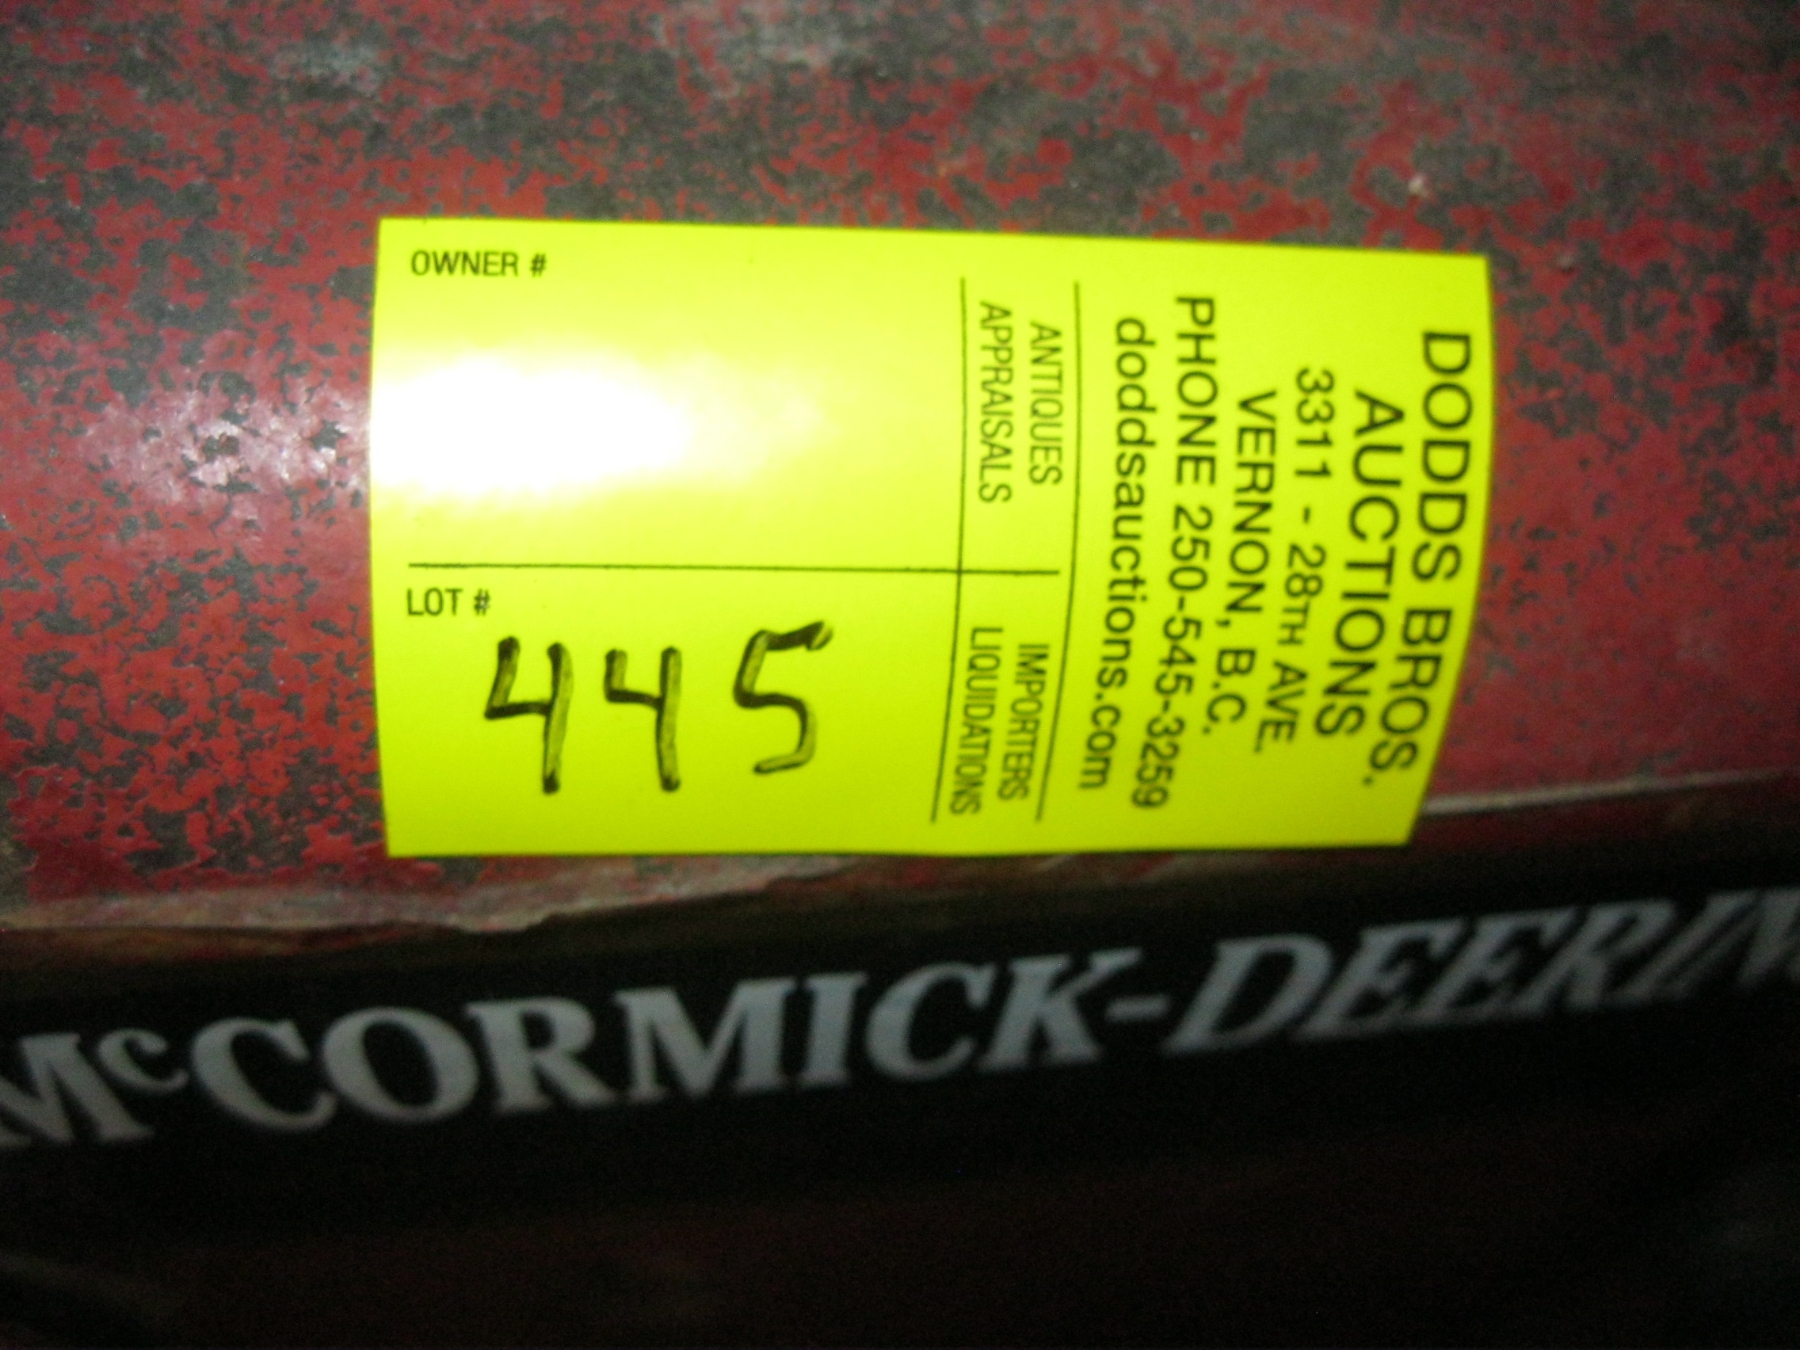 DODDS BROS.
AUCTIONS
3311 - 28TH AVE.
VERNON, B.C.
PHONE 250-545-3259
doddsauctions.com
ANTIQUES
APPRAISALS
IMPORTERS
LIQUIDATIONS
OWNER #
LOT #
445
McCORMICK-DEERIN